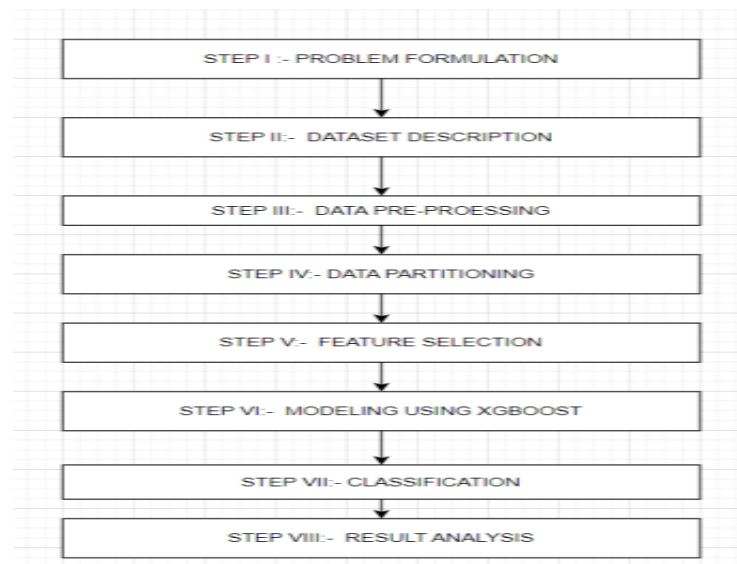 STEP I :- PROBLEM FORMULATION
STEP II:- DATASET DESCRIPTION
STEP III:- DATA PRE-PROESSING
STEP IV:- DATA PARTITIONING
STEP V:- FEATURE SELECTION
STEP VI:- MODELING USING XGBOOST
STEP VII:- CLASSIFICATION
STEP VIII:- RESULT ANALYSIS